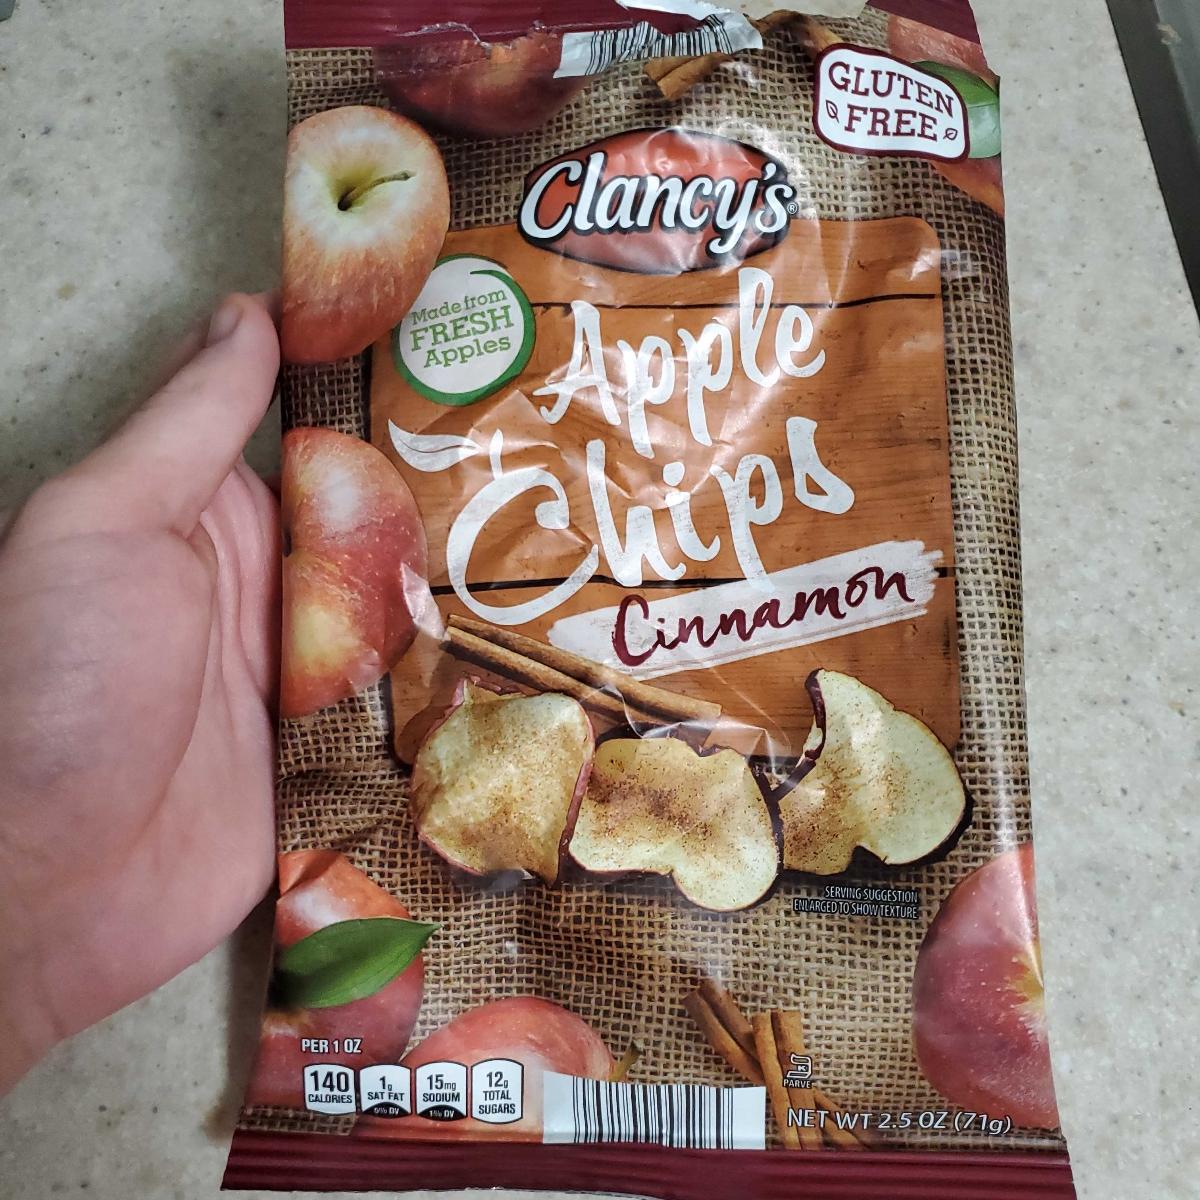 GLUTEN
FREE
Clancy's®
Made from
FRESH
Apples
Apple
Chips
Cinnamon
SERVING SUGGESTION
ENLARGED TO SHOW TEXTURE
PER 1 OZ
140
CALORIES
1g
SAT FAT
0% DV
15mg
SODIUM
1% DV
12g
TOTAL
SUGARS
K
PARVE
NET WT 2.5 OZ (71g)